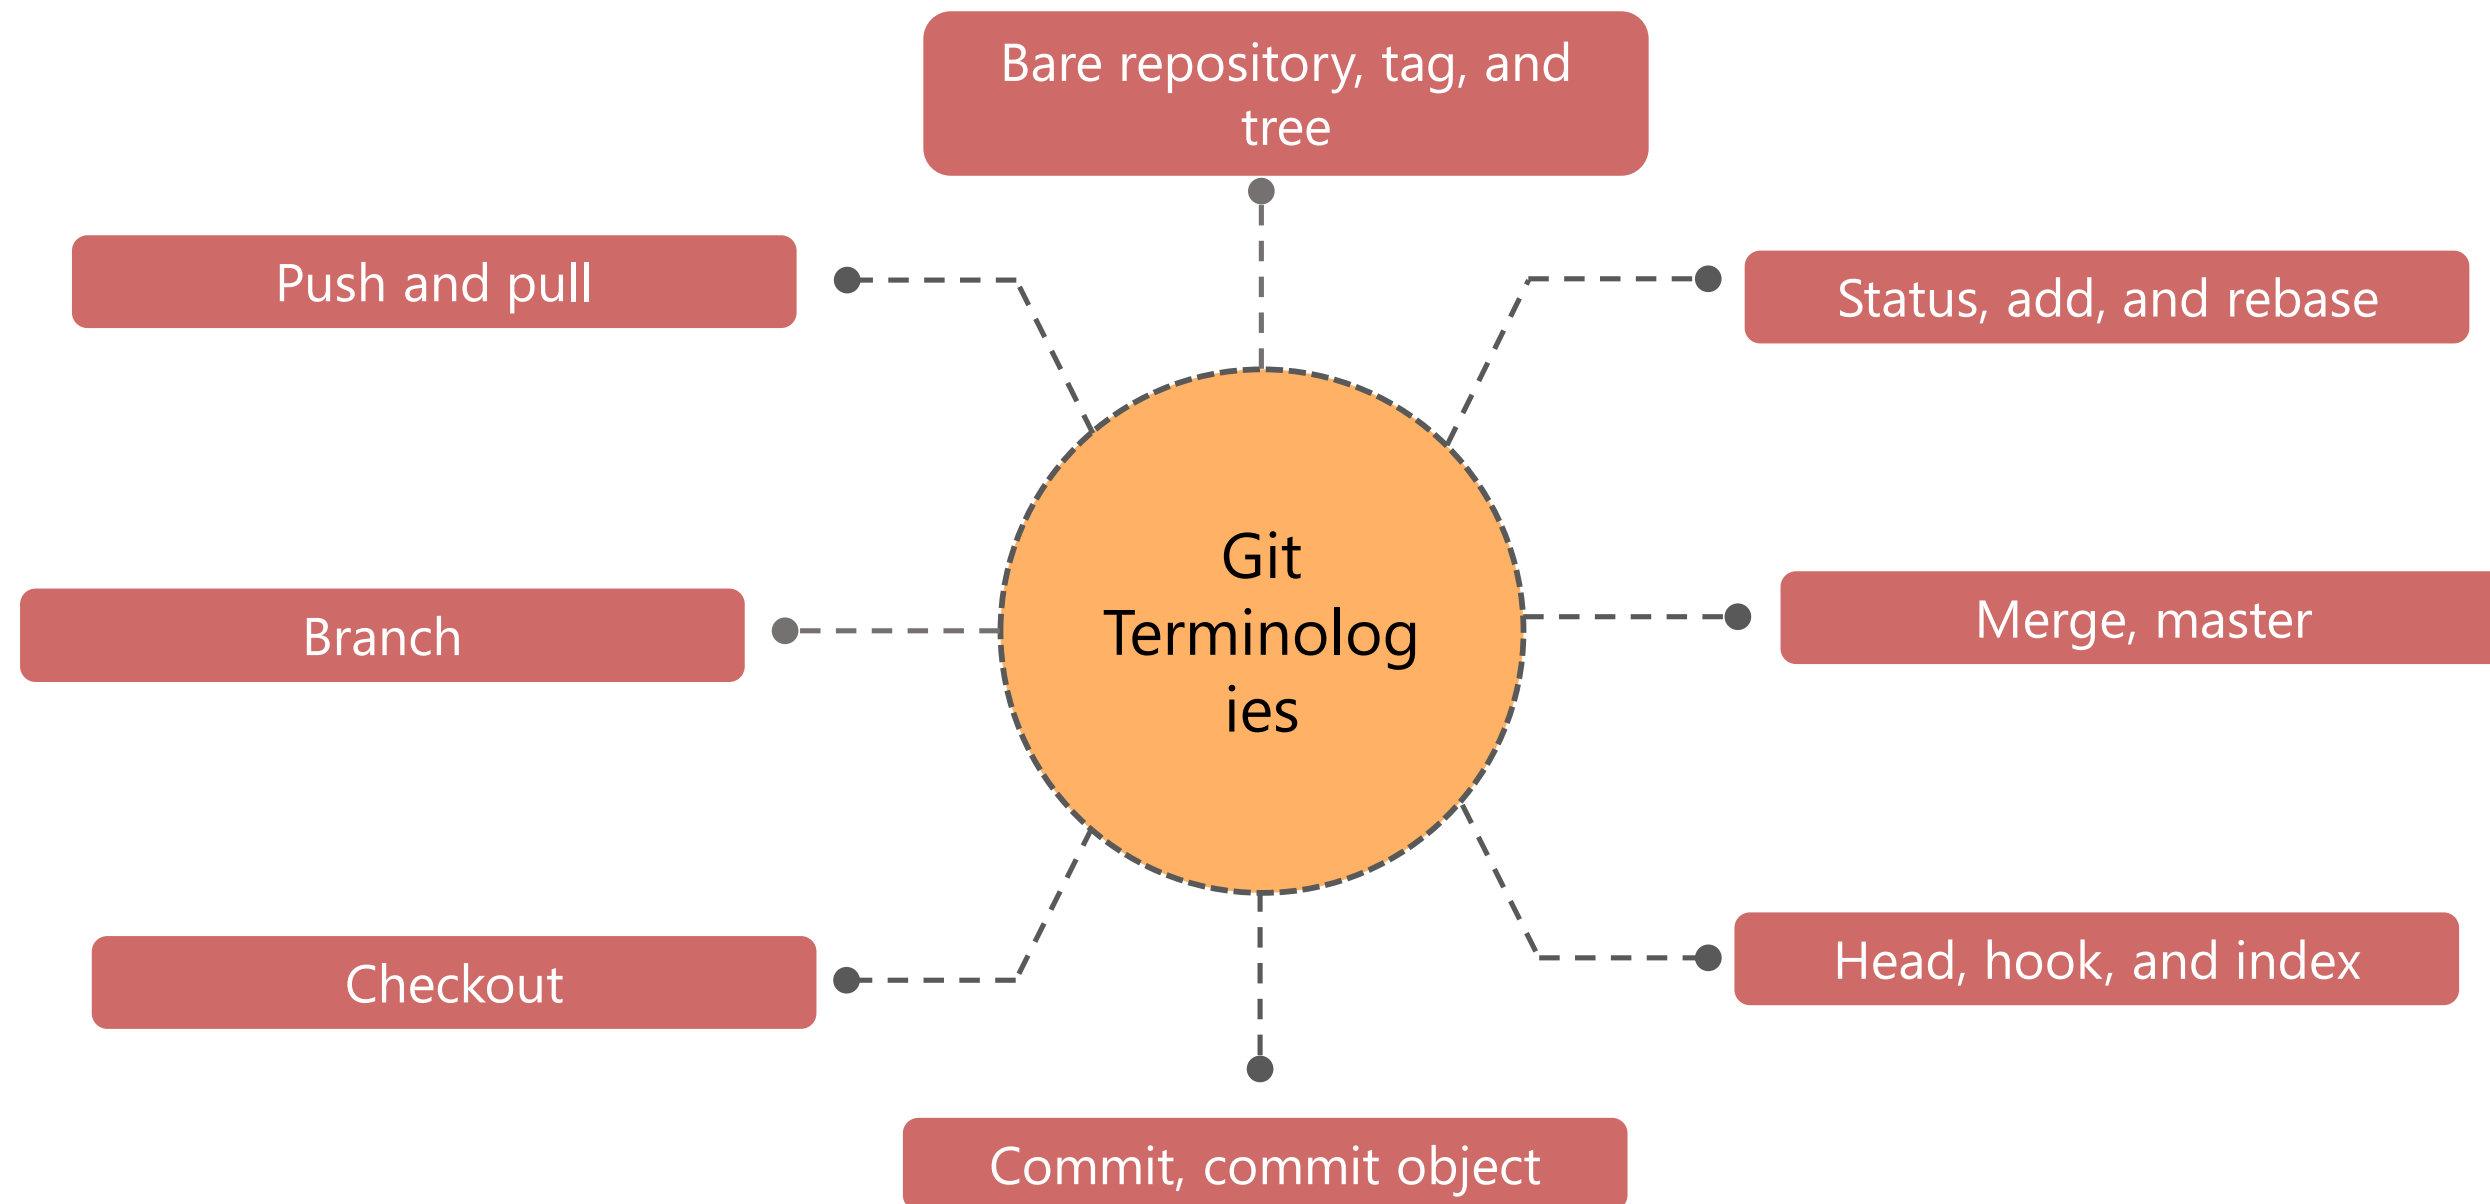 Bare repository, tag, and
tree
Push and pull
Status, add, and rebase
Git
Terminolog
ies
Branch
Merge, master
Checkout
Head, hook, and index
Commit, commit object